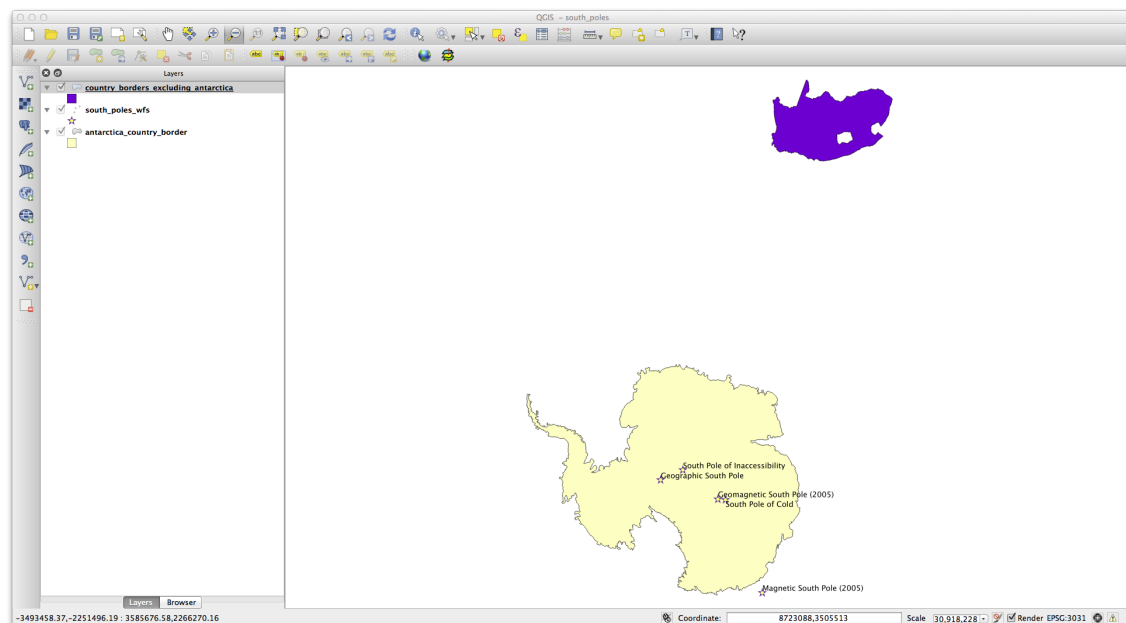 QGIS - south_poles
Layers
country_borders_excluding_antarctica
south_poles_wfs
antarctica_country_border
South Pole of Inaccessibility
Geographic South Pole
Geomagnetic South Pole (2005)
South Pole of Cold
Magnetic South Pole (2005)
Layers Browser
-3493458.37,-2251496.19 : 3585676.58,2266270.16 Coordinate: 8723088,3505513 Scale 30,918,228 Render EPSG:3031